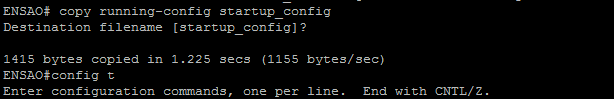 ENSAO# copy running-config startup_config
Destination filename [startup_config]?
1415 bytes copied in 1.225 secs (1155 bytes/sec)
ENSAO#config t
Enter configuration commands, one per line.  End with CNTL/Z.